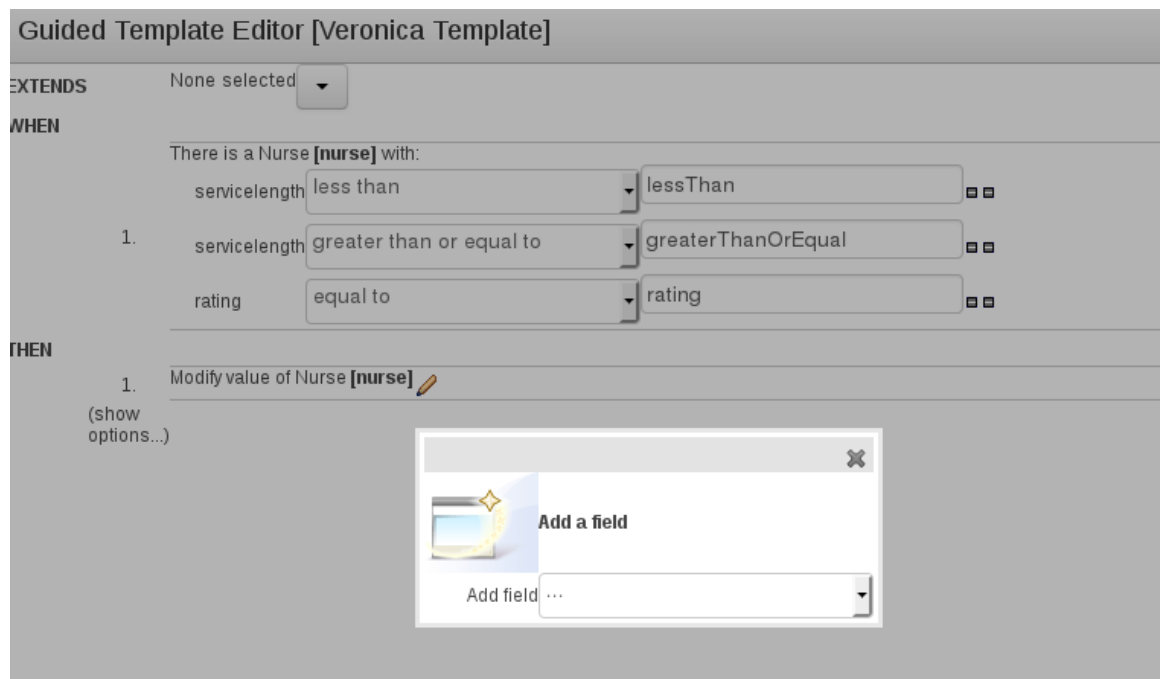 Guided Template Editor [Veronica Template]
EXTENDS None selected
WHEN
There is a Nurse [nurse] with:
servicelength less than lessThan
1.
servicelength greater than or equal to greaterThanOrEqual
rating equal to rating
THEN
1. Modify value of Nurse [nurse]
(show
options...)
Add a field
Add field ...